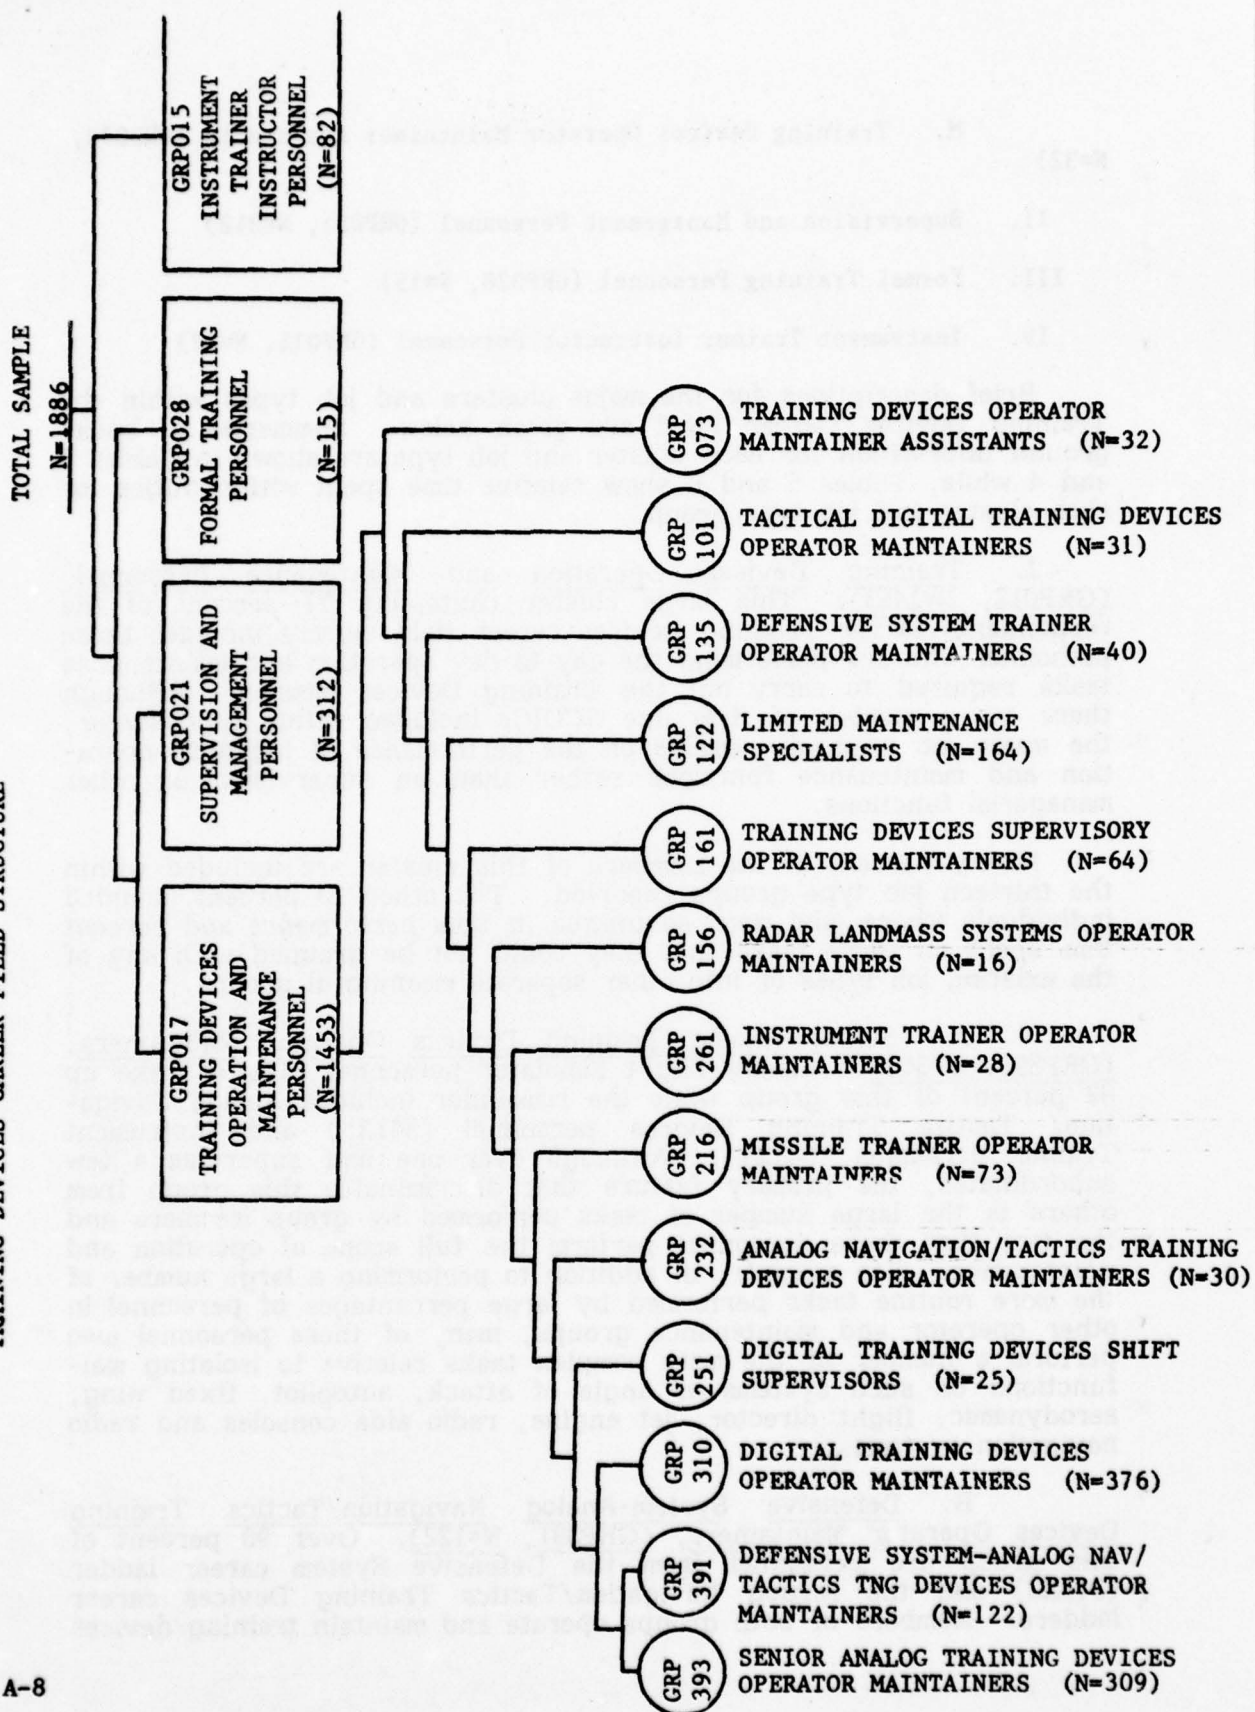 TOTAL SAMPLE
N=1886
GRP017
TRAINING DEVICES
OPERATION AND
MAINTENANCE
PERSONNEL
(N=1453)
GRP021
SUPERVISION AND
MANAGEMENT
PERSONNEL
(N=312)
GRP028
FORMAL TRAINING
PERSONNEL
(N=15)
GRP015
INSTRUMENT
TRAINER
INSTRUCTOR
PERSONNEL
(N=82)
GRP
073
TRAINING DEVICES OPERATOR
MAINTAINER ASSISTANTS (N=32)
GRP
101
TACTICAL DIGITAL TRAINING DEVICES
OPERATOR MAINTAINERS (N=31)
GRP
135
DEFENSIVE SYSTEM TRAINER
OPERATOR MAINTAINERS (N=40)
GRP
122
LIMITED MAINTENANCE
SPECIALISTS (N=164)
GRP
161
TRAINING DEVICES SUPERVISORY
OPERATOR MAINTAINERS (N=64)
GRP
156
RADAR LANDMASS SYSTEMS OPERATOR
MAINTAINERS (N=16)
GRP
261
INSTRUMENT TRAINER OPERATOR
MAINTAINERS (N=28)
GRP
216
MISSILE TRAINER OPERATOR
MAINTAINERS (N=73)
GRP
232
ANALOG NAVIGATION/TACTICS TRAINING
DEVICES OPERATOR MAINTAINERS (N=30)
GRP
251
DIGITAL TRAINING DEVICES SHIFT
SUPERVISORS (N=25)
GRP
310
DIGITAL TRAINING DEVICES
OPERATOR MAINTAINERS (N=376)
GRP
391
DEFENSIVE SYSTEM-ANALOG NAV/
TACTICS TNG DEVICES OPERATOR
MAINTAINERS (N=122)
GRP
393
SENIOR ANALOG TRAINING DEVICES
OPERATOR MAINTAINERS (N=309)
A-8